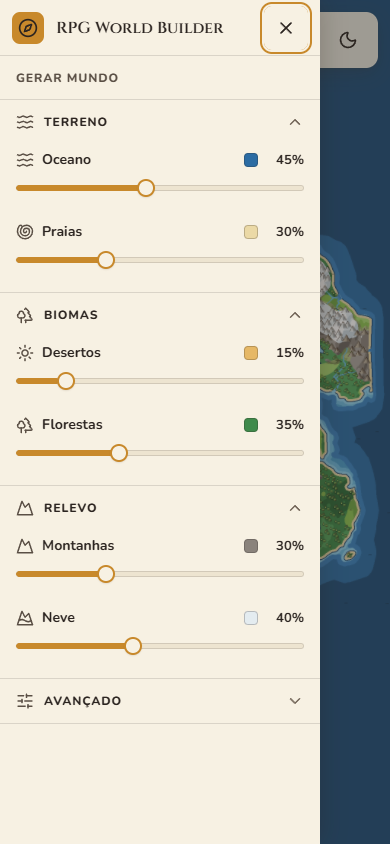 RPG World Builder
GERAR MUNDO
TERRENO
Oceano 45%
Praias 30%
BIOMAS
Desertos 15%
Florestas 35%
RELEVO
Montanhas 30%
Neve 40%
AVANÇADO